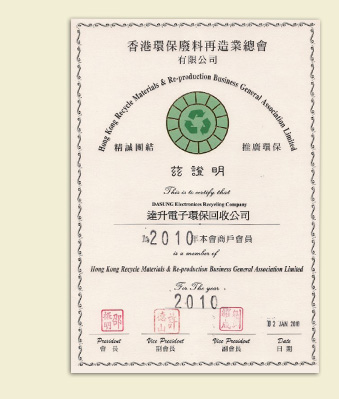 香港環保廢料再造業總會
有限公司
Hong Kong Recycle Materials & Re-production Business General Association Limited
精誠團結
推廣環保
茲證明
This is to certify that
DASUNG Electronics Recycling Company
達升電子環保回收公司
為2010年本會商戶會員
is a member of
Hong Kong Recycle Materials & Re-production Business General Association Limited
For The year
2010
02 JAN 2010
President
Vice President
Vice President
Date
會 長
副會長
副會長
日 期